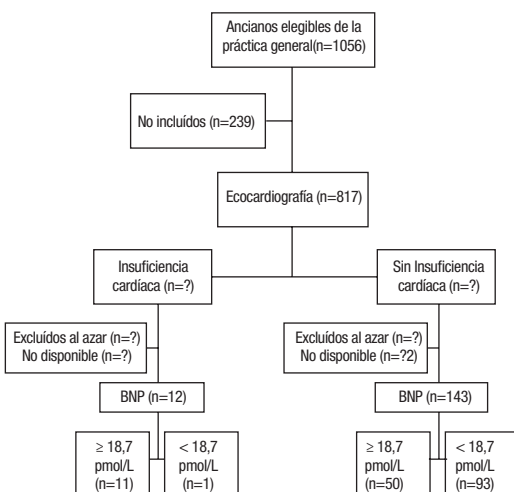 Ancianos elegibles de la
práctica general(n=1056)
No incluídos (n=239)
Ecocardiografía (n=817)
Insuficiencia
cardíaca (n=?)
Sin Insuficiencia
cardíaca (n=?)
Excluídos al azar (n=?)
No disponible (n=?)
Excluídos al azar (n=?)
No disponible (n=?2)
BNP (n=12)
BNP (n=143)
≥ 18,7
pmol/L
(n=11)
< 18,7
pmol/L
(n=1)
≥ 18,7
pmol/L
(n=50)
< 18,7
pmol/L
(n=93)